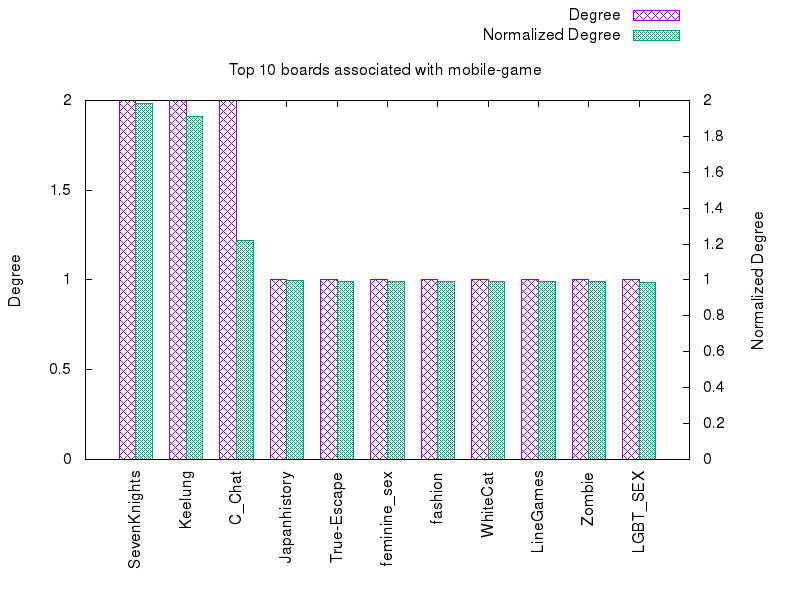 Degree
Normalized Degree
Top 10 boards associated with mobile-game
2
1.5
1
0.5
0
2
1.8
1.6
1.4
1.2
1
0.8
0.6
0.4
0.2
0
Degree
Normalized Degree
SevenKnights
Keelung
C_Chat
Japanhistory
True-Escape
feminine_sex
fashion
WhiteCat
LineGames
Zombie
LGBT_SEX